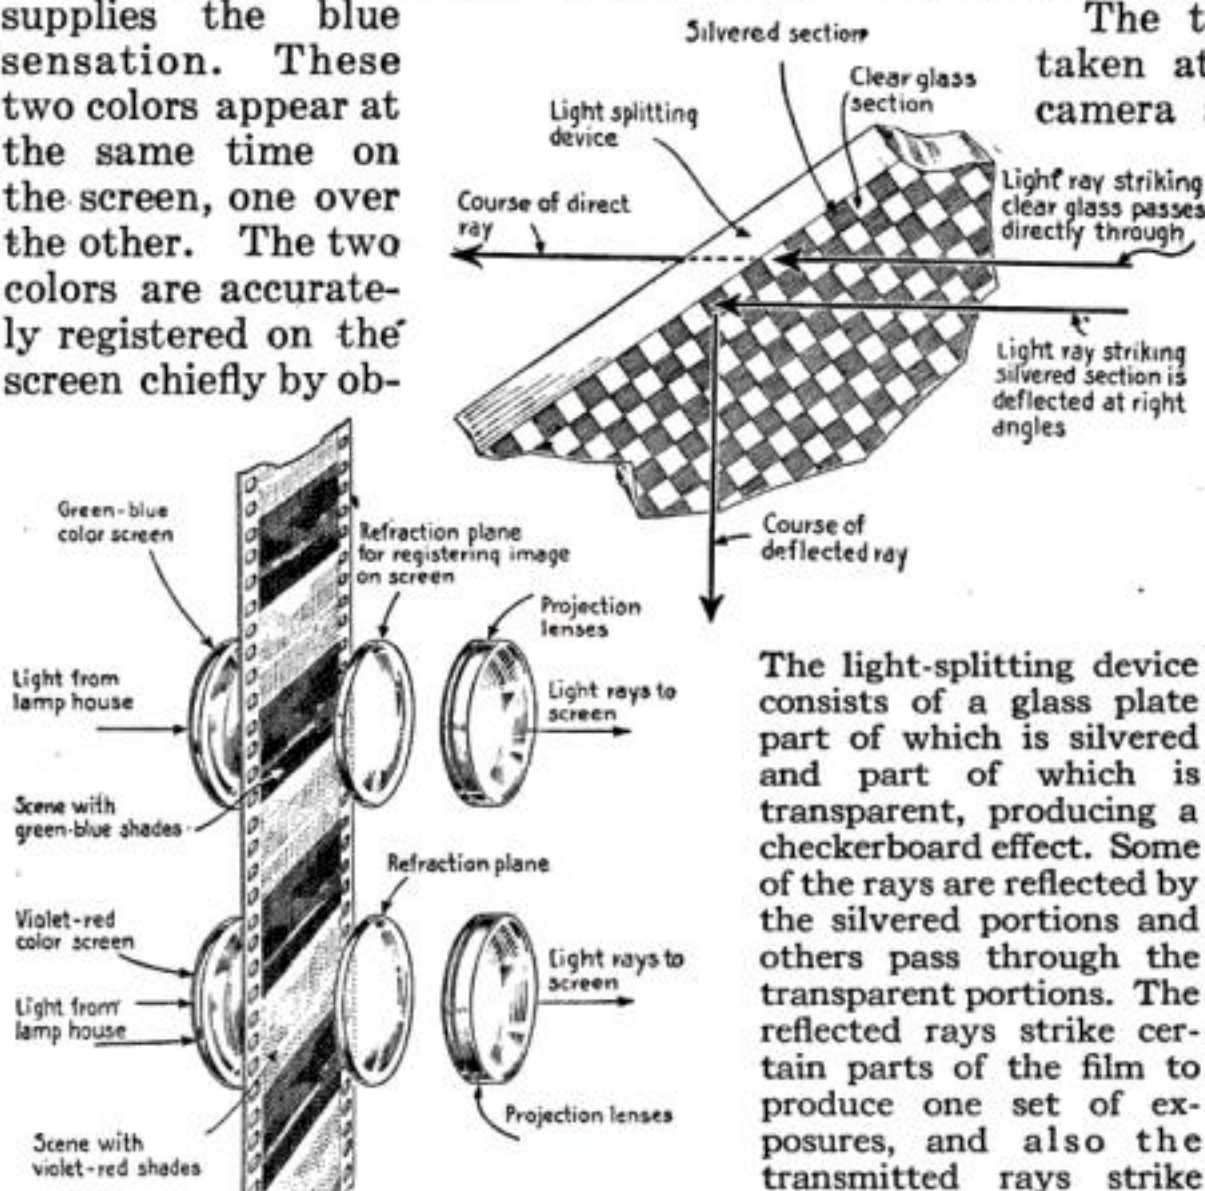 supplies the blue
sensation. These
two colors appear at
the same time on
the screen, one over
the other. The two
colors are accurate-
ly registered on the
screen chiefly by ob-
The
taken at
camera
Silvered section
Clear glass
section
Light splitting
device
Course of direct
ray
Light ray striking
clear glass passes
directly through
Light ray striking
silvered section is
deflected at right
angles
Course of
deflected ray
Green-blue
color screen
Refraction plane
for registering image
on screen
Projection
lenses
Light from
lamp house
Light rays to
screen
Scene with
green-blue shades
Refraction plane
Violet-red
color screen
Light from
lamp house
Light rays to
screen
Projection lenses
Scene with
violet-red shades
The light-splitting device
consists of a glass plate
part of which is silvered
and part of which is
transparent, producing a
checkerboard effect. Some
of the rays are reflected by
the silvered portions and
others pass through the
transparent portions. The
reflected rays strike cer-
tain parts of the film to
produce one set of ex-
posures, and also the
transmitted rays strike